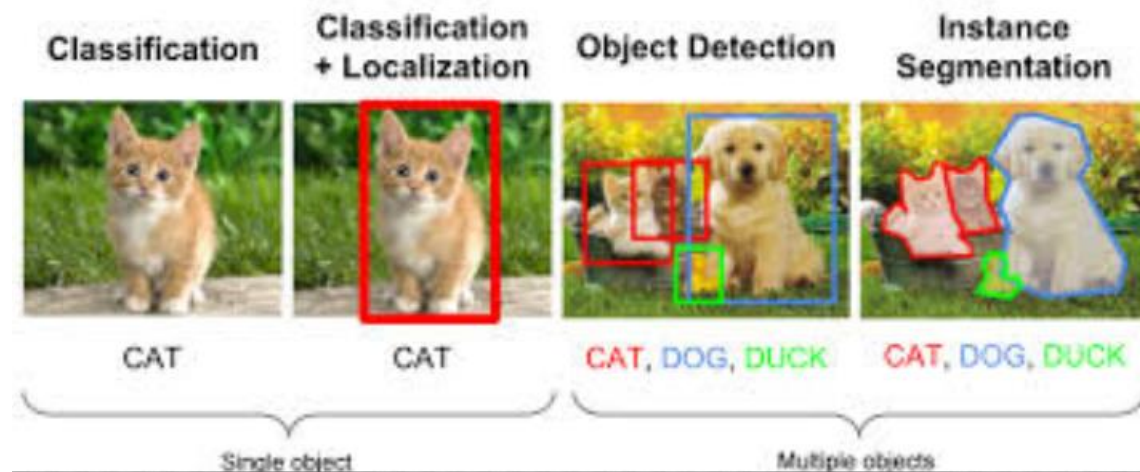 Classification
Classification
+ Localization
Object Detection
Instance
Segmentation
CAT
CAT
CAT, DOG, DUCK
CAT, DOG, DUCK
Single object
Multiple objects